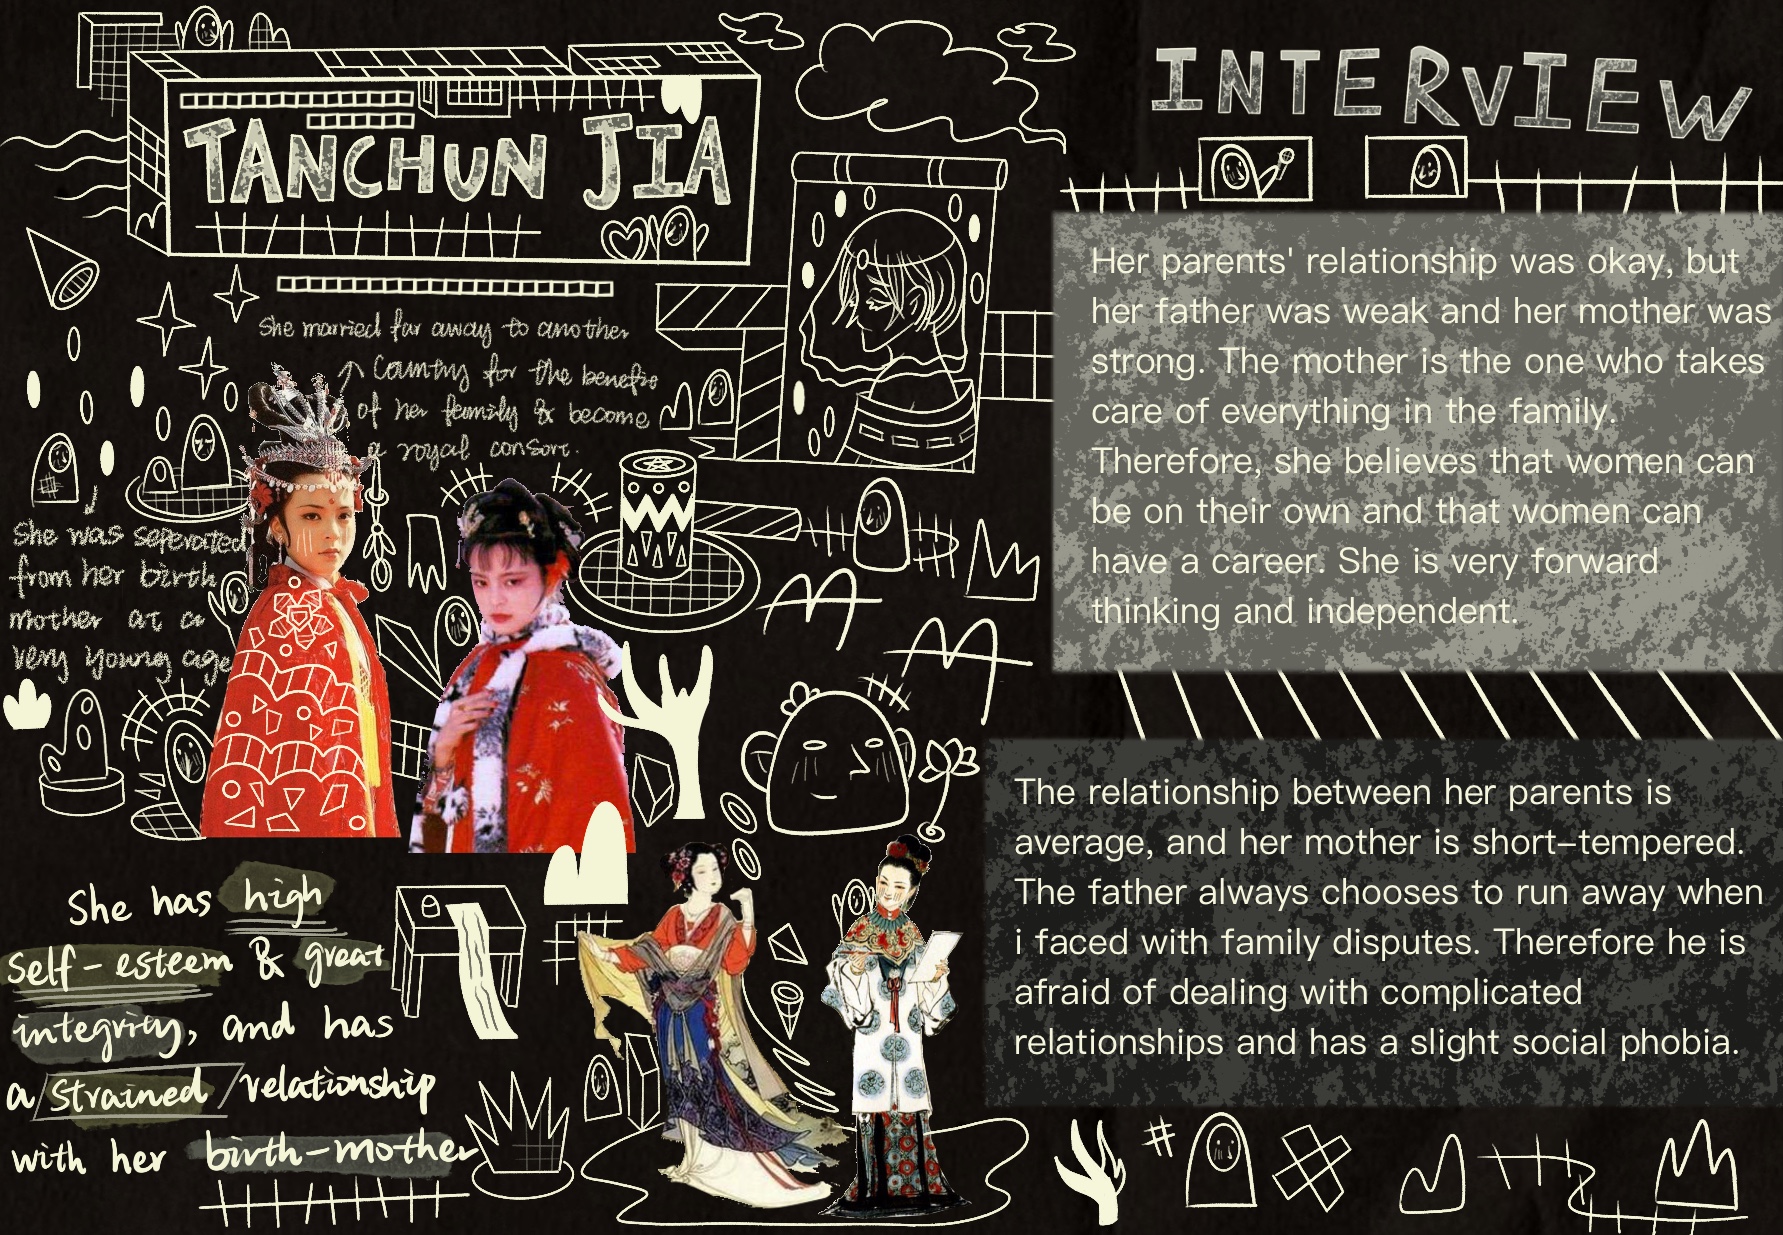 TANCHUN JIA
She married far away to another
country for the benefit
of her family & become
a royal consort.
She was seperated
from her birth
mother at a
very young age
She has high
self-esteem & great
integrity, and has
a strained relationship
with her birth-mother
INTERVIEW
Her parents' relationship was okay, but
her father was weak and her mother was
strong. The mother is the one who takes
care of everything in the family.
Therefore, she believes that women can
be on their own and that women can
have a career. She is very forward
thinking and independent.
The relationship between her parents is
average, and her mother is short-tempered.
The father always chooses to run away when
i faced with family disputes. Therefore he is
afraid of dealing with complicated
relationships and has a slight social phobia.